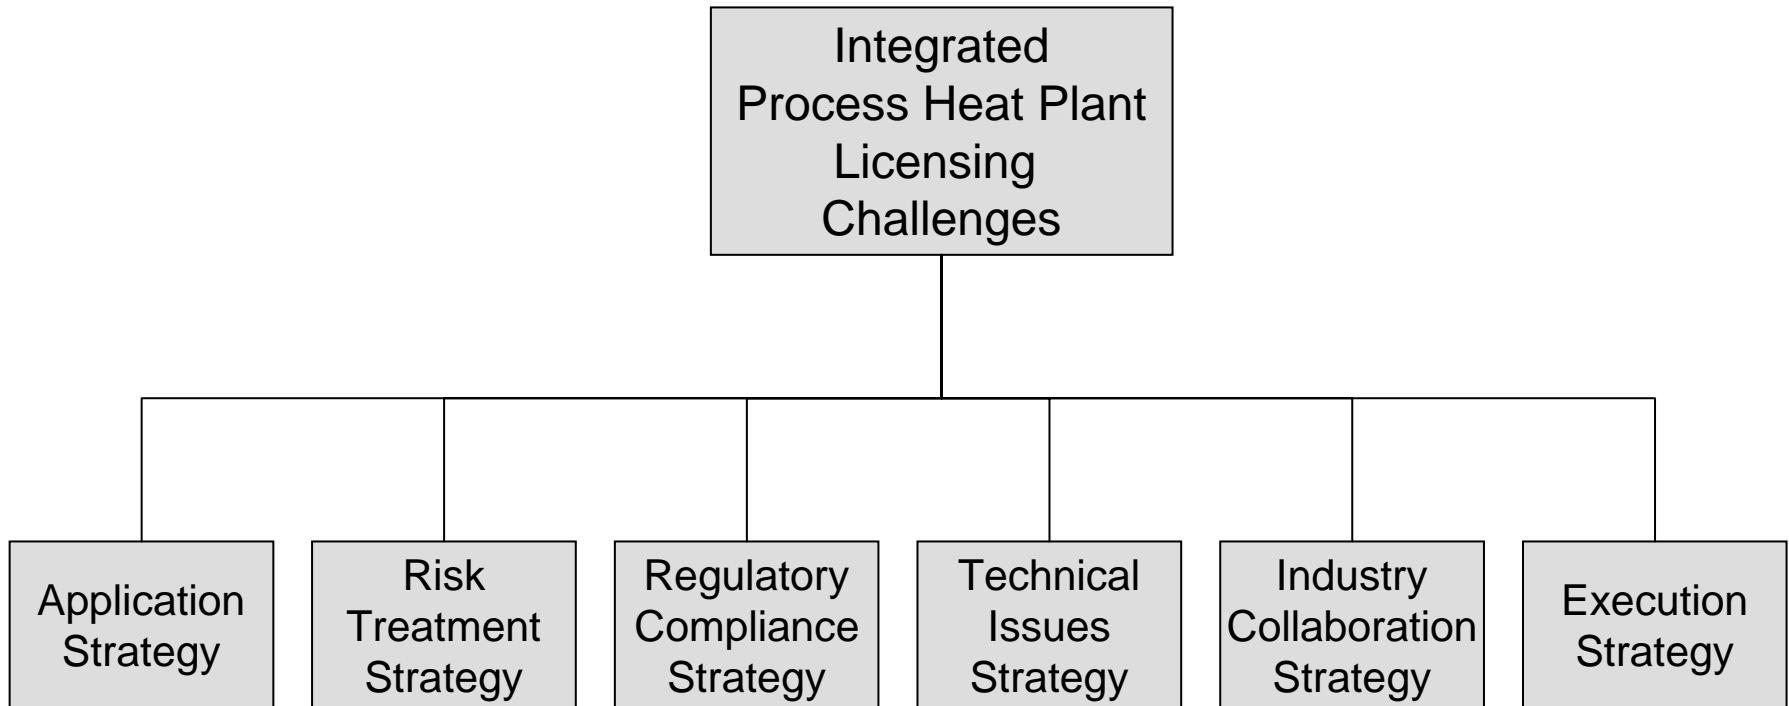 Integrated
Process Heat Plant
Licensing
Challenges
Application
Strategy
Risk
Treatment
Strategy
Regulatory
Compliance
Strategy
Technical
Issues
Strategy
Industry
Collaboration
Strategy
Execution
Strategy